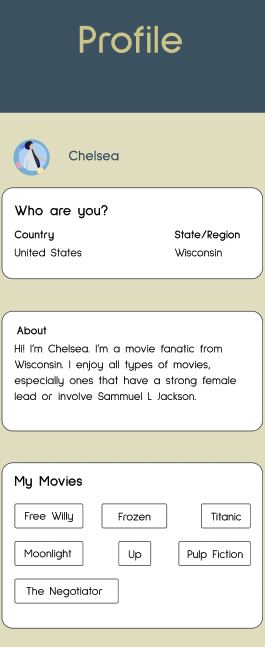 Profile
Chelsea
Who are you?
Country State/Region
United States Wisconsin
About
Hi! I'm Chelsea. I'm a movie fanatic from
Wisconsin. I enjoy all types of movies,
especially ones that have a strong female
lead or involve Sammuel L Jackson.
My Movies
Free Willy Frozen Titanic
Moonlight Up Pulp Fiction
The Negotiator